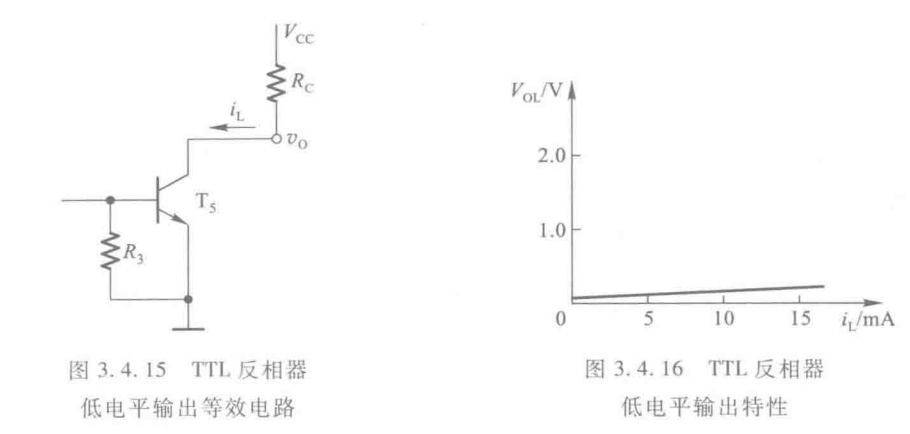 V_CC
R_C
i_L
v_O
T_5
R_3
图 3.4.15 TTL 反相器
低电平输出等效电路
V_OL/V
2.0
1.0
0 5 10 15 i_L/mA
图 3.4.16 TTL 反相器
低电平输出特性